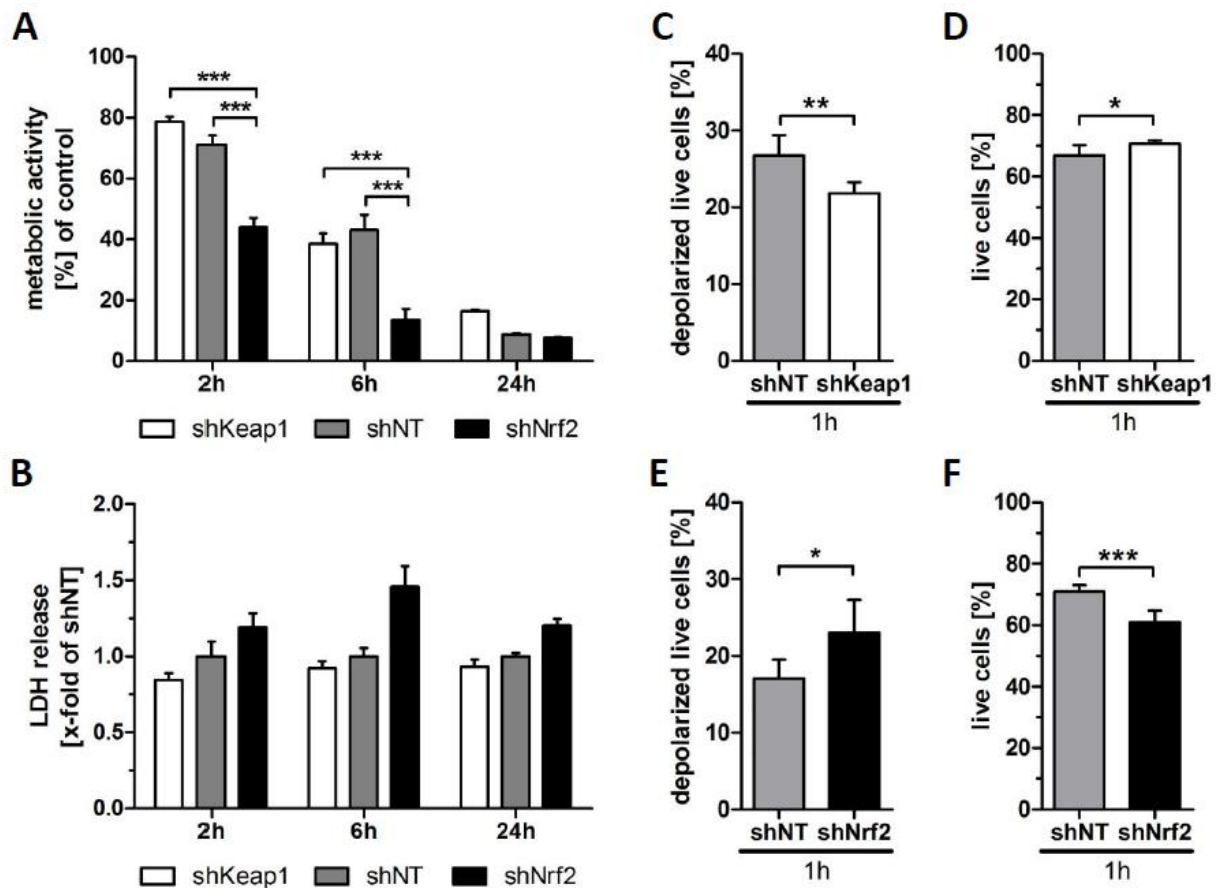 A
metabolic activity
[%] of control
100
80
60
40
20
0
***
***
***
***
2h
6h
24h
shKeap1
shNT
shNrf2
B
LDH release
[x-fold of shNT]
2.0
1.5
1.0
0.5
0.0
2h
6h
24h
shKeap1
shNT
shNrf2
C
depolarized live cells [%]
40
30
20
10
0
**
shNT shKeap1
1h
D
live cells [%]
100
80
60
40
20
0
*
shNT shKeap1
1h
E
depolarized live cells [%]
40
30
20
10
0
*
shNT shNrf2
1h
F
live cells [%]
100
80
60
40
20
0
***
shNT shNrf2
1h